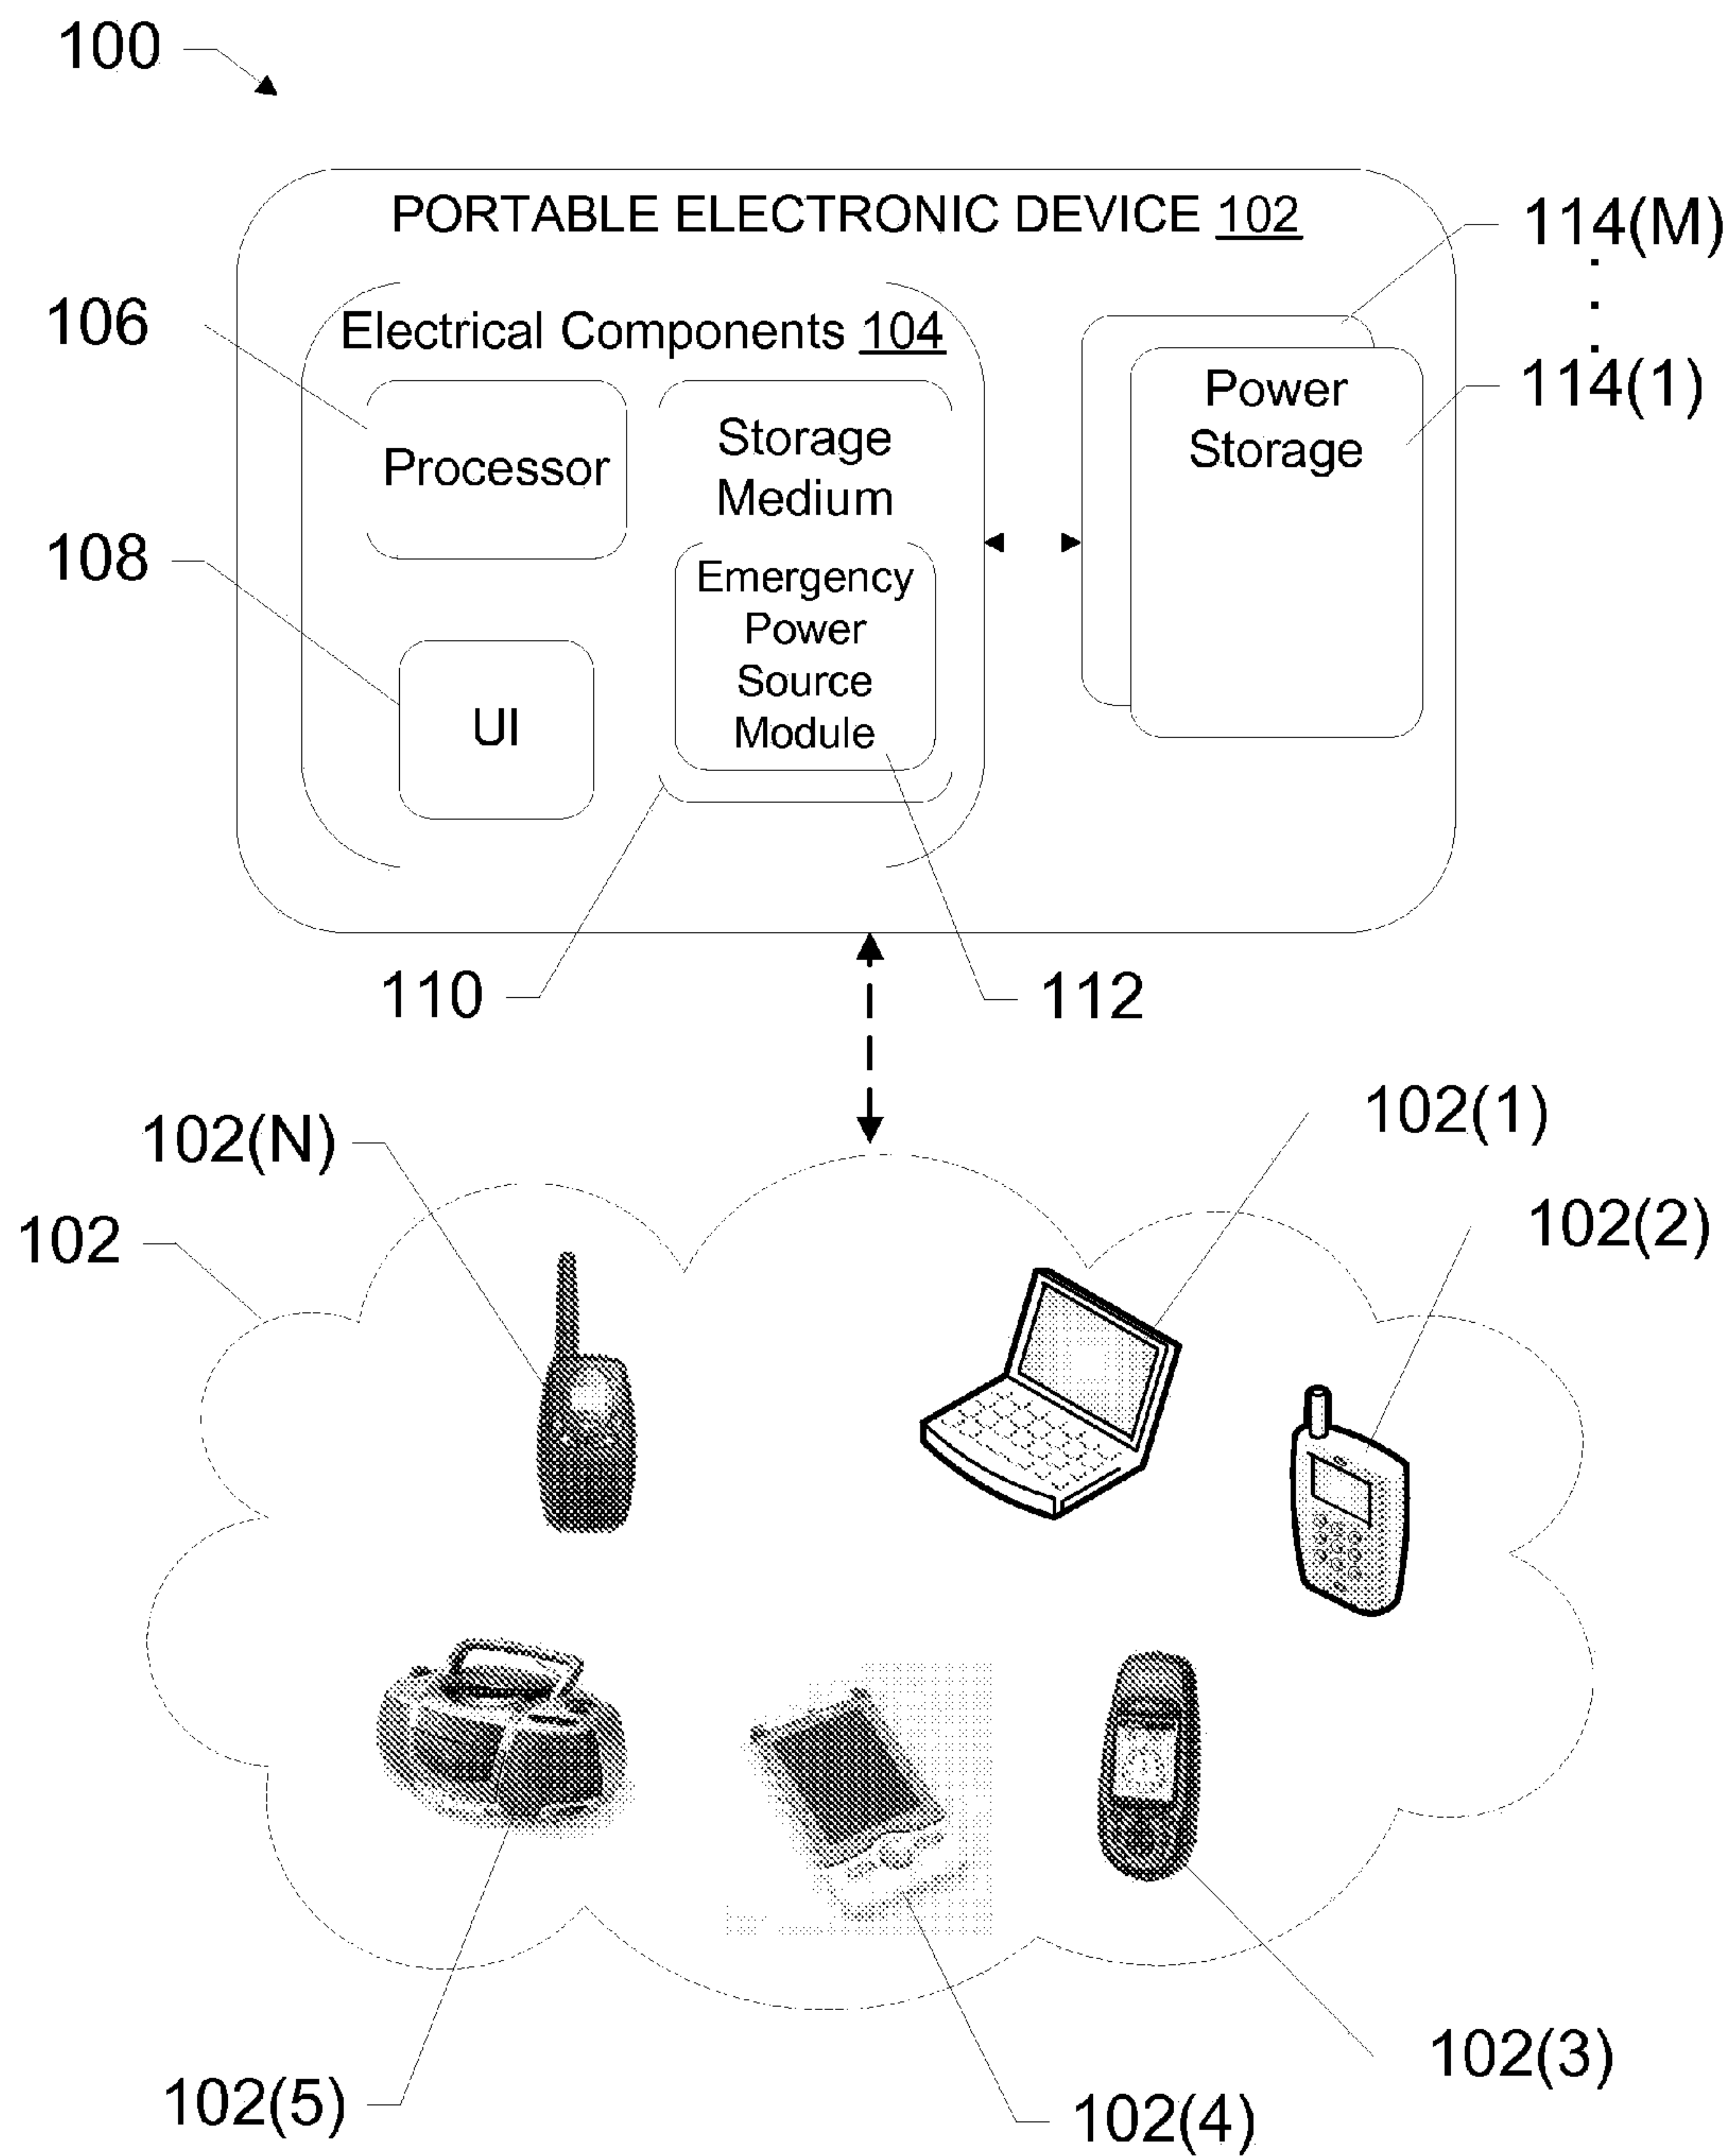 100
PORTABLE ELECTRONIC DEVICE 102
114(M)
106
Electrical Components 104
114(1)
Power
Storage
Processor
Storage
Medium
108
Emergency
Power
Source
Module
UI
110
112
102(N)
102(1)
102
102(2)
102(3)
102(5)
102(4)